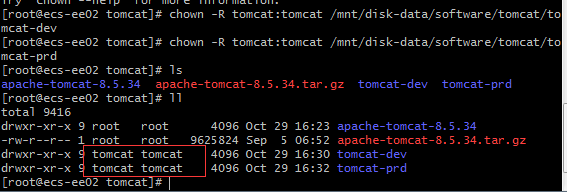 Try 'chown --help' for more information.
[root@ecs-ee02 tomcat]# chown -R tomcat:tomcat /mnt/disk-data/software/tomcat/to
mcat-dev
[root@ecs-ee02 tomcat]# chown -R tomcat:tomcat /mnt/disk-data/software/tomcat/to
mcat-prd
[root@ecs-ee02 tomcat]# ls
apache-tomcat-8.5.34  apache-tomcat-8.5.34.tar.gz  tomcat-dev  tomcat-prd
[root@ecs-ee02 tomcat]# ll
total 9416
drwxr-xr-x 9 root   root      4096 Oct 29 16:23 apache-tomcat-8.5.34
-rw-r--r-- 1 root   root   9625824 Sep  5 06:52 apache-tomcat-8.5.34.tar.gz
drwxr-xr-x 9 tomcat tomcat    4096 Oct 29 16:30 tomcat-dev
drwxr-xr-x 9 tomcat tomcat    4096 Oct 29 16:32 tomcat-prd
[root@ecs-ee02 tomcat]#